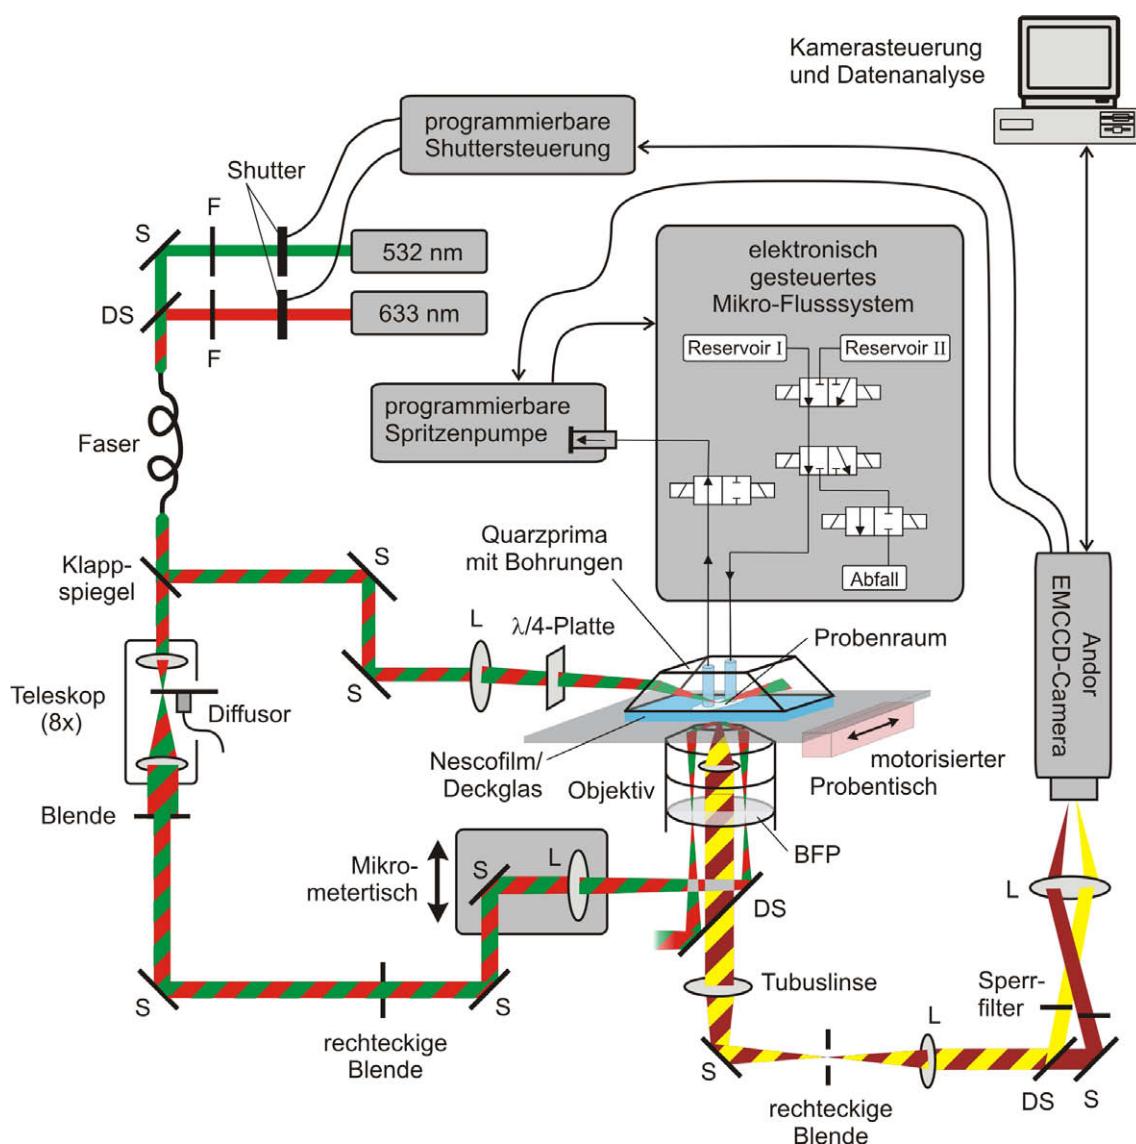 Kamerasteuerung
und Datenanalyse
programmierbare
Shuttersteuerung
Shutter
F
S
532 nm
DS
633 nm
F
elektronisch
gesteuertes
Mikro-Flusssystem
Reservoir I
Reservoir II
programmierbare
Spritzenpumpe
Faser
Quarzprima
mit Bohrungen
Abfall
Klapp-
spiegel
S
L
λ/4-Platte
Probenraum
S
Andor
EMCCD-Camera
Teleskop
(8x)
Diffusor
Nescofilm/
Deckglas
Objektiv
motorisierter
Probentisch
Blende
BFP
Mikro-
metertisch
S
L
DS
L
Tubuslinse
Sperr-
filter
S
S
rechteckige
Blende
S
L
rechteckige
Blende
DS
S